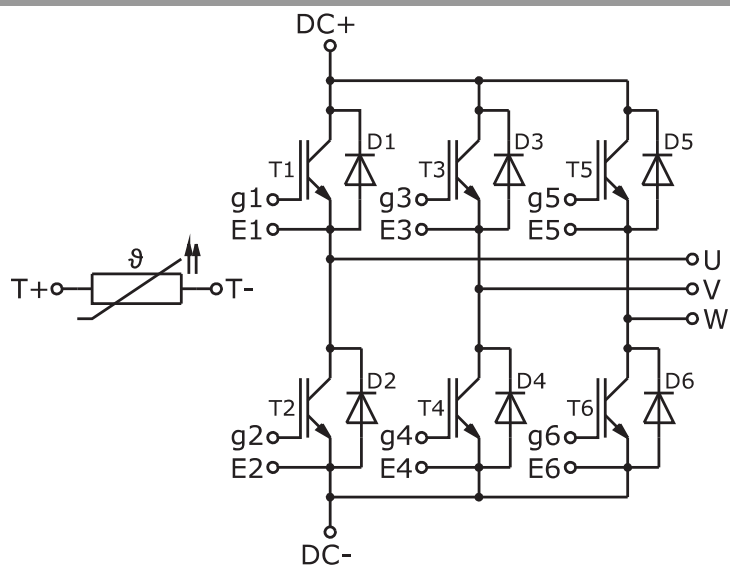 DC+
D1
D3
D5
T1
T3
T5
g1
g3
g5
E1
E3
E5
ϑ
U
T+
T-
V
W
D2
D4
D6
T2
T4
T6
g2
g4
g6
E2
E4
E6
DC-